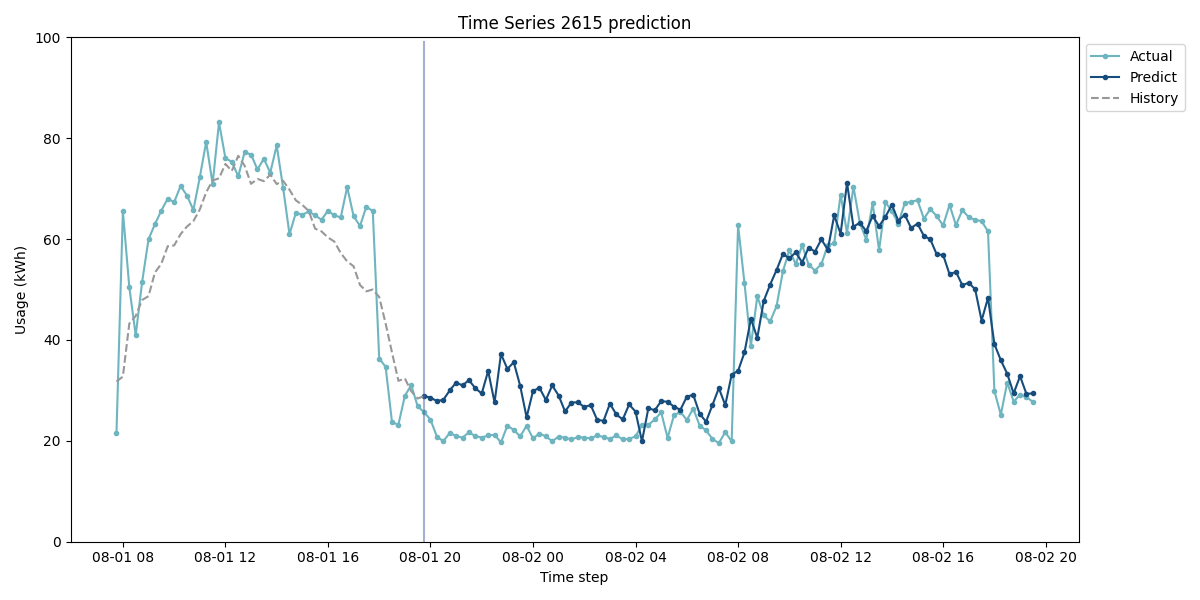 Time Series 2615 prediction
Usage (kWh)
100
80
60
40
20
0
08-01 08
08-01 12
08-01 16
08-01 20
08-02 00
08-02 04
08-02 08
08-02 12
08-02 16
08-02 20
Time step
Actual
Predict
History